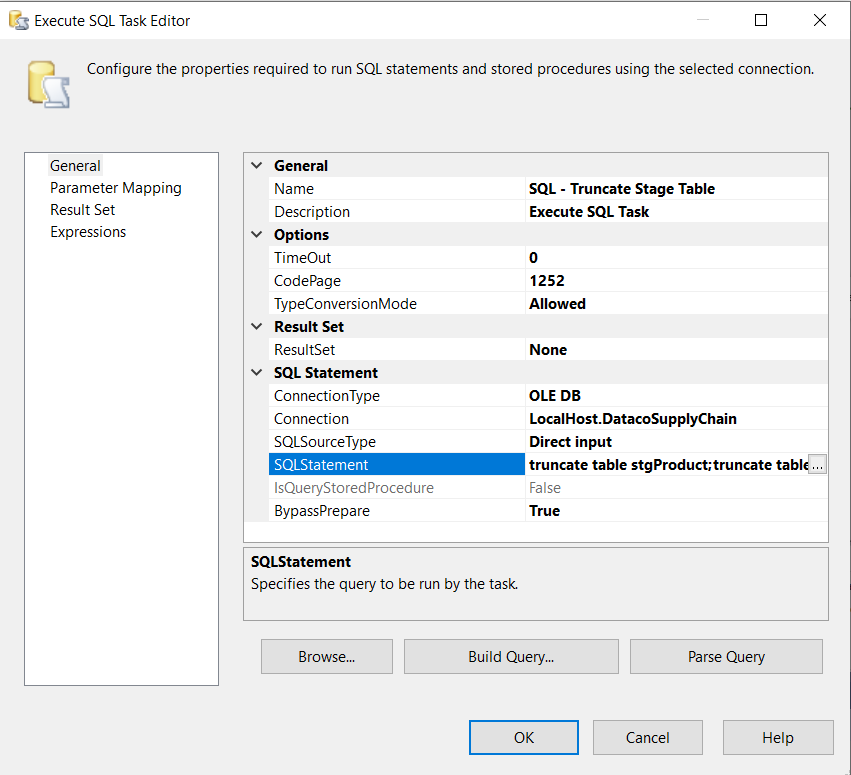 Execute SQL Task Editor
Configure the properties required to run SQL statements and stored procedures using the selected connection.
General
Parameter Mapping
Result Set
Expressions
General
Name SQL - Truncate Stage Table
Description Execute SQL Task
Options
TimeOut 0
CodePage 1252
TypeConversionMode Allowed
Result Set
ResultSet None
SQL Statement
ConnectionType OLE DB
Connection LocalHost.DatacoSupplyChain
SQLSourceType Direct input
SQLStatement truncate table stgProduct;truncate table ...
IsQueryStoredProcedure False
BypassPrepare True
SQLStatement
Specifies the query to be run by the task.
Browse... Build Query... Parse Query
OK Cancel Help